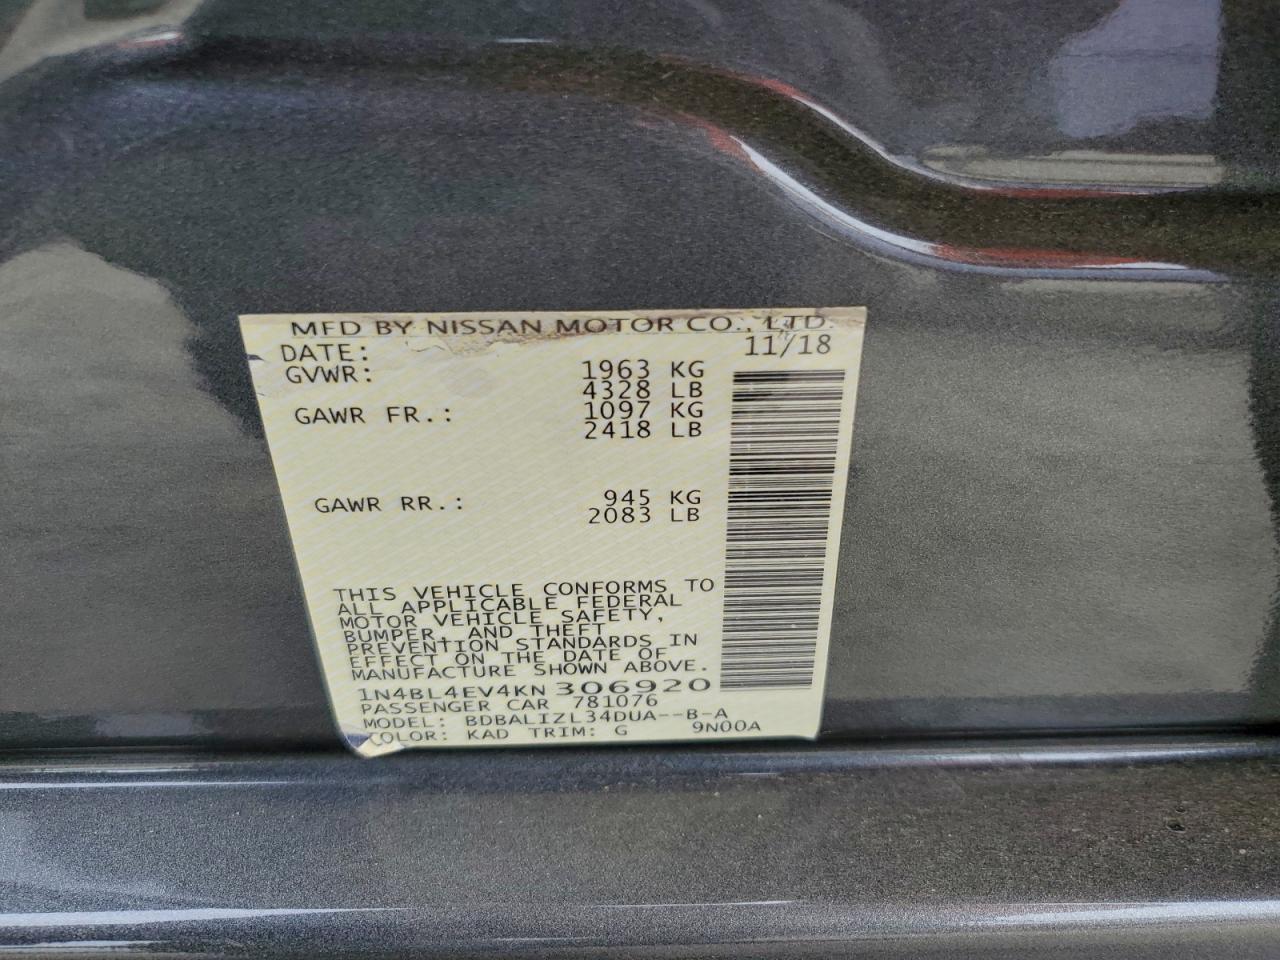 MFD BY NISSAN MOTOR CO., LTD.
DATE: 11/18
GVWR: 1963 KG
4328 LB
GAWR FR.: 1097 KG
2418 LB
GAWR RR.: 945 KG
2083 LB
THIS VEHICLE CONFORMS TO
ALL APPLICABLE FEDERAL
MOTOR VEHICLE SAFETY,
BUMPER, AND THEFT
PREVENTION STANDARDS IN
EFFECT ON THE DATE OF
MANUFACTURE SHOWN ABOVE.
1N4BL4EV4KN 306920
PASSENGER CAR 781076
MODEL: BDBALIZL34DUA--B-A
COLOR: KAD TRIM: G 9N00A